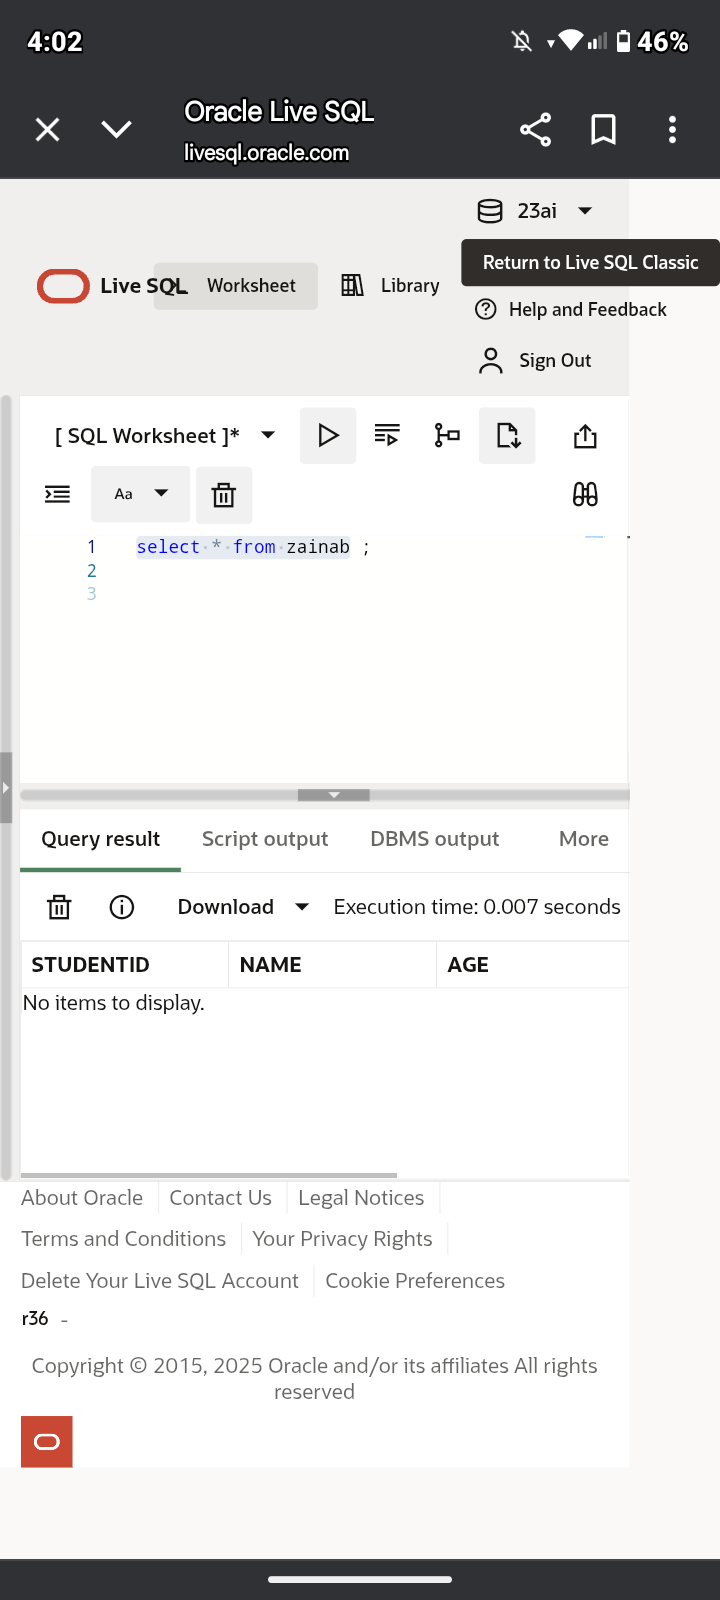 4:02
46%
Oracle Live SQL
livesql.oracle.com
23ai
Return to Live SQL Classic
Live SQL
Worksheet
Library
Help and Feedback
Sign Out
[ SQL Worksheet ]*
Aa
1 select * from zainab ;
2
3
Query result Script output DBMS output More
Download Execution time: 0.007 seconds
STUDENTID NAME AGE
No items to display.
About Oracle Contact Us Legal Notices
Terms and Conditions Your Privacy Rights
Delete Your Live SQL Account Cookie Preferences
r36 -
Copyright © 2015, 2025 Oracle and/or its affiliates All rights
reserved